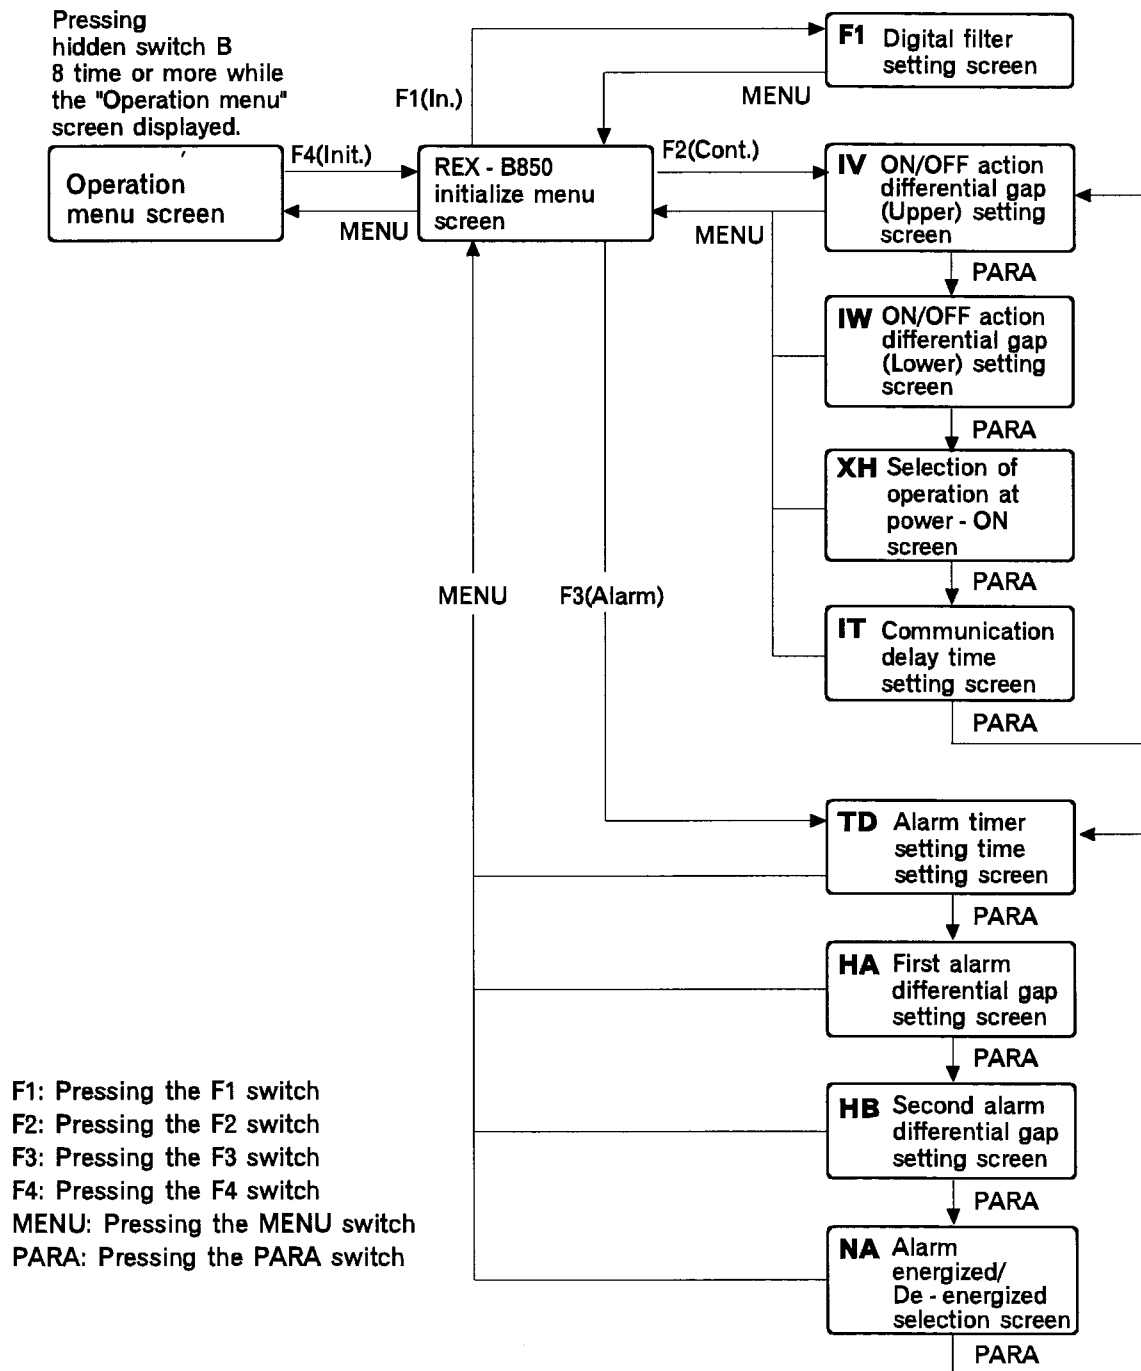 Pressing
hidden switch B
8 time or more while
the "Operation menu"
screen displayed.
Operation
menu screen
F4(Init.)
MENU
F1(In.)
REX - B850
initialize menu
screen
MENU
F1 Digital filter
setting screen
F2(Cont.)
MENU
IV ON/OFF action
differential gap
(Upper) setting
screen
PARA
IW ON/OFF action
differential gap
(Lower) setting
screen
PARA
XH Selection of
operation at
power - ON
screen
PARA
IT Communication
delay time
setting screen
PARA
MENU
F3(Alarm)
TD Alarm timer
setting time
setting screen
PARA
HA First alarm
differential gap
setting screen
PARA
HB Second alarm
differential gap
setting screen
PARA
NA Alarm
energized/
De - energized
selection screen
PARA
F1: Pressing the F1 switch
F2: Pressing the F2 switch
F3: Pressing the F3 switch
F4: Pressing the F4 switch
MENU: Pressing the MENU switch
PARA: Pressing the PARA switch